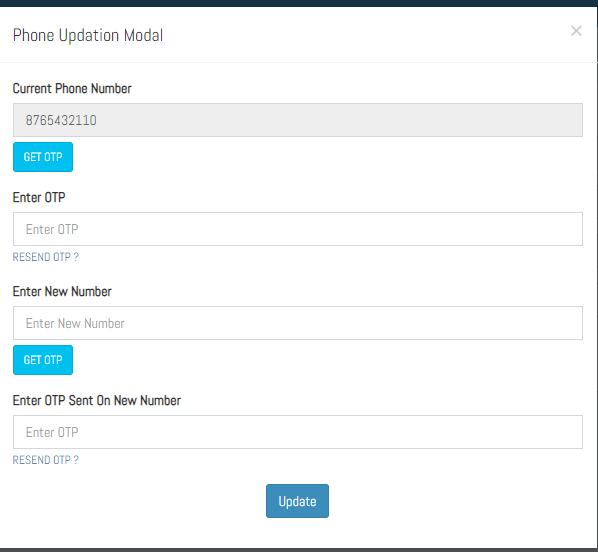 Phone Updation Modal
×
Current Phone Number
8765432110
GET OTP
Enter OTP
Enter OTP
RESEND OTP ?
Enter New Number
Enter New Number
GET OTP
Enter OTP Sent On New Number
Enter OTP
RESEND OTP ?
Update